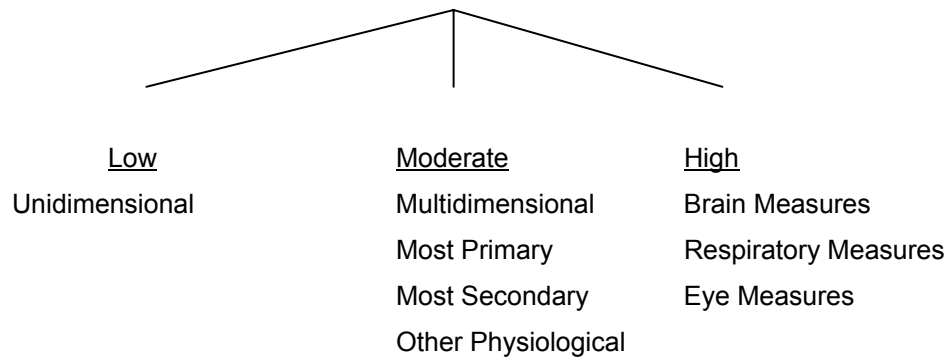 Low Moderate High
Unidimensional Multidimensional Brain Measures
Most Primary Respiratory Measures
Most Secondary Eye Measures
Other Physiological